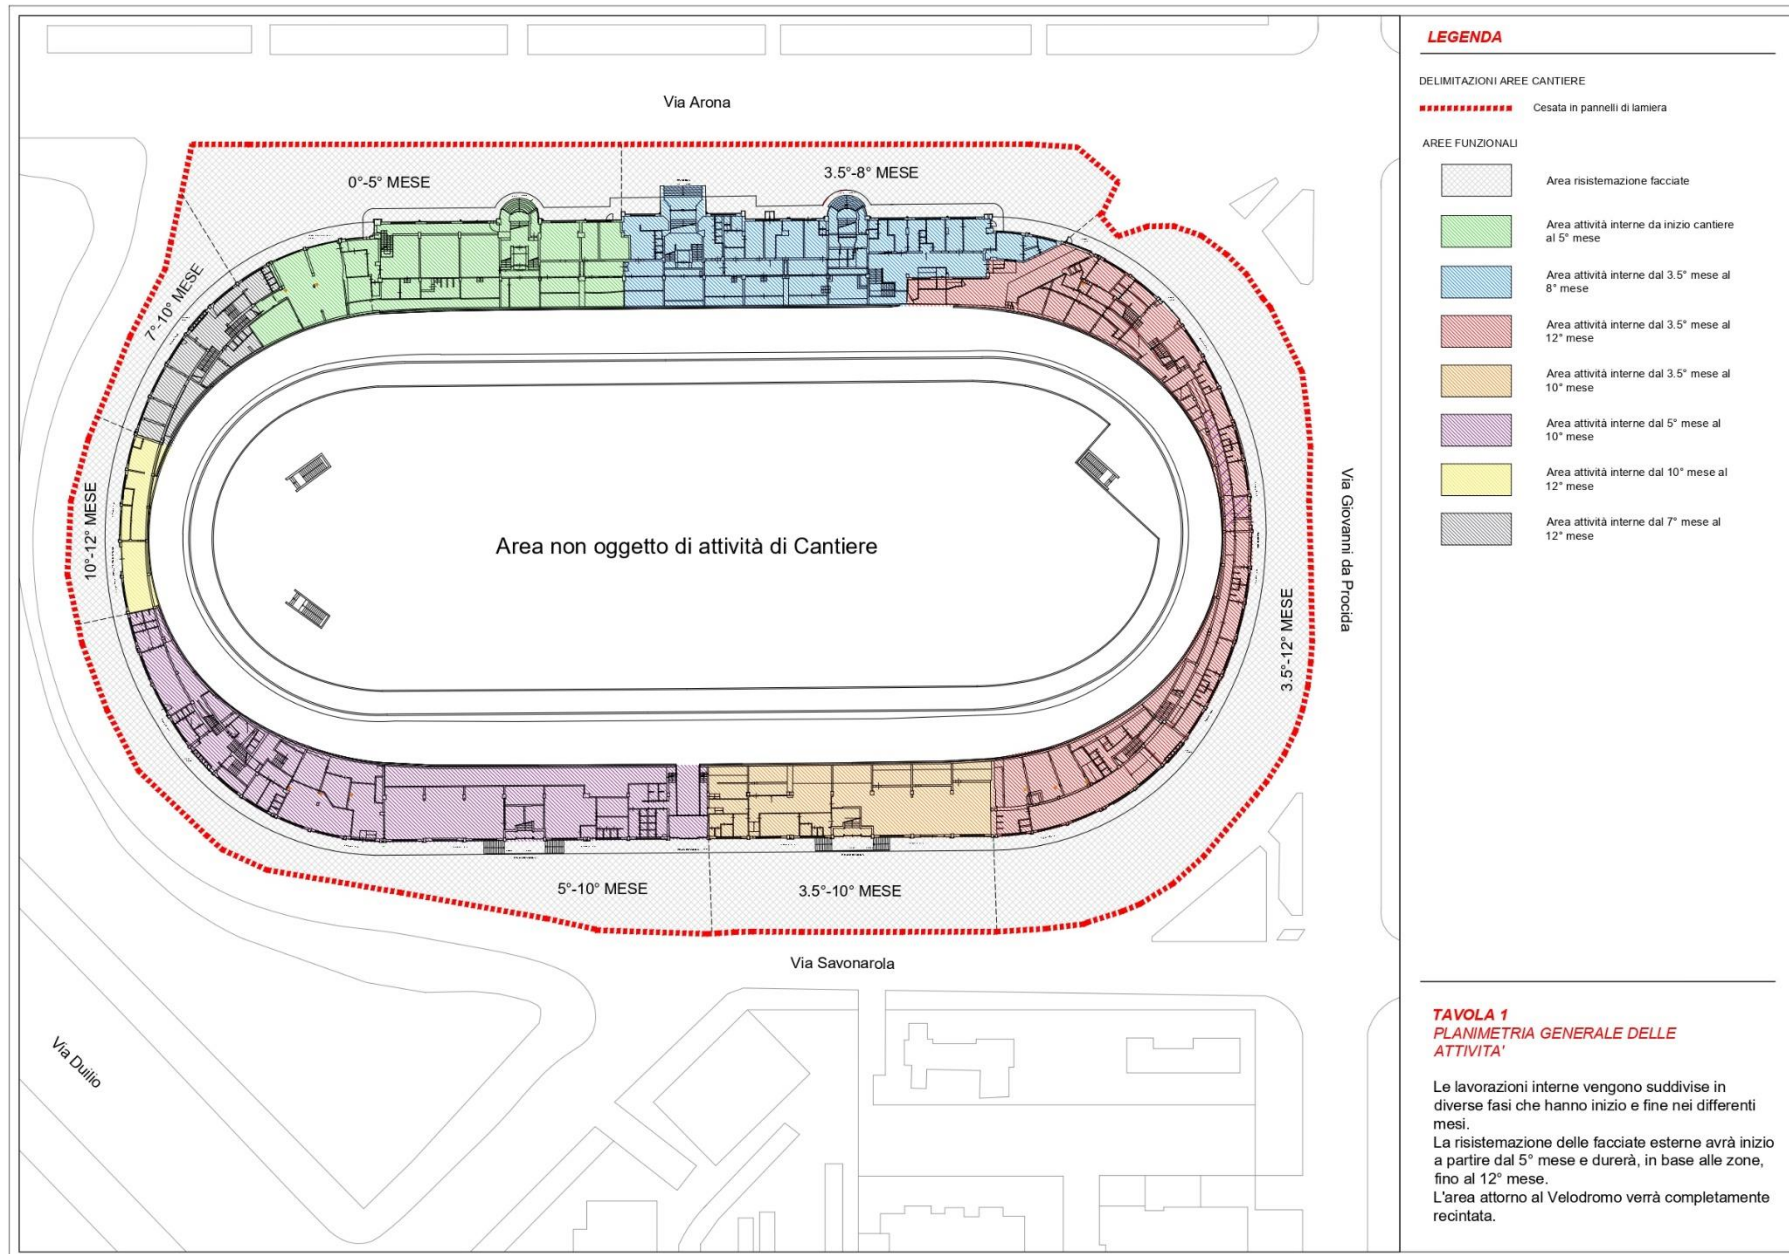 Via Arona
0°-5° MESE
3.5°-8° MESE
7°-10° MESE
10°-12° MESE
Area non oggetto di attività di Cantiere
Via Giovanni da Procida
3.5°-12° MESE
5°-10° MESE
3.5°-10° MESE
Via Savonarola
Via Duilio
LEGENDA
DELIMITAZIONI AREE CANTIERE
Cesata in pannelli di lamiera
AREE FUNZIONALI
Area risistemazione facciate
Area attività interne da inizio cantiere
al 5° mese
Area attività interne dal 3.5° mese al
8° mese
Area attività interne dal 3.5° mese al
12° mese
Area attività interne dal 3.5° mese al
10° mese
Area attività interne dal 5° mese al
10° mese
Area attività interne dal 10° mese al
12° mese
Area attività interne dal 7° mese al
12° mese
TAVOLA 1
PLANIMETRIA GENERALE DELLE
ATTIVITA'
Le lavorazioni interne vengono suddivise in
diverse fasi che hanno inizio e fine nei differenti
mesi.
La risistemazione delle facciate esterne avrà inizio
a partire dal 5° mese e durerà, in base alle zone,
fino al 12° mese.
L'area attorno al Velodromo verrà completamente
recintata.